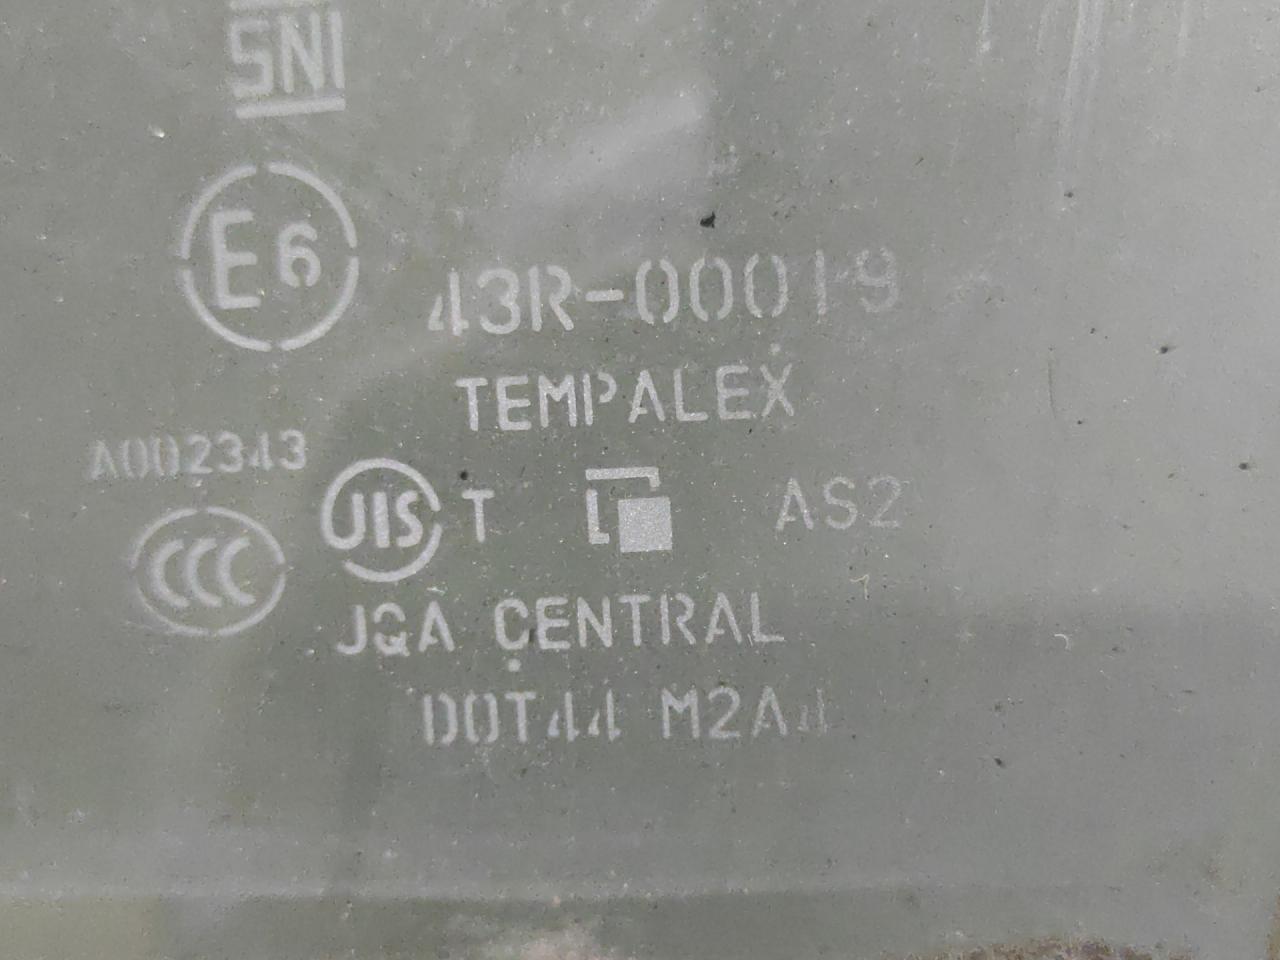 SNI
E6 43R-00019
TEMPALEX
A002343
CCC JIS T AS2
JQA CENTRAL
DOT44 M2A4